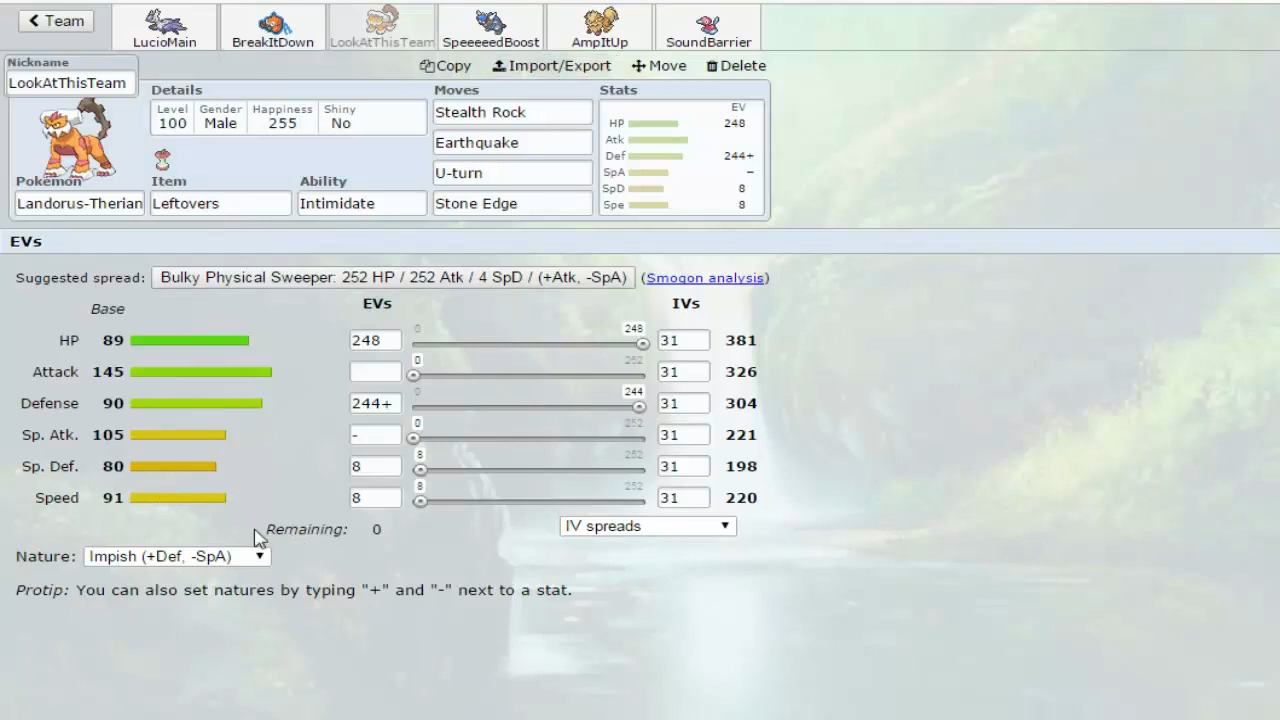 Team
LucioMain
BreakItDown
LookAtThisTeam
SpeeeeedBoost
AmpItUp
SoundBarrier
Nickname
LookAtThisTeam
Copy Import/Export Move Delete
Details
Level Gender Happiness Shiny
100 Male 255 No
Pokémon
Landorus-Therian
Item
Leftovers
Ability
Intimidate
Moves
Stealth Rock
Earthquake
U-turn
Stone Edge
Stats
EV
HP 248
Atk
Def 244+
SpA −
SpD 8
Spe 8
EVs
Suggested spread: Bulky Physical Sweeper: 252 HP / 252 Atk / 4 SpD / (+Atk, -SpA) (Smogon analysis)
Base EVs IVs
HP 89 248 0 248 31 381
Attack 145 0 252 31 326
Defense 90 244+ 0 244 31 304
Sp. Atk. 105 - 0 252 31 221
Sp. Def. 80 8 8 252 31 198
Speed 91 8 8 252 31 220
Remaining: 0 IV spreads
Nature: Impish (+Def, -SpA)
Protip: You can also set natures by typing "+" and "-" next to a stat.